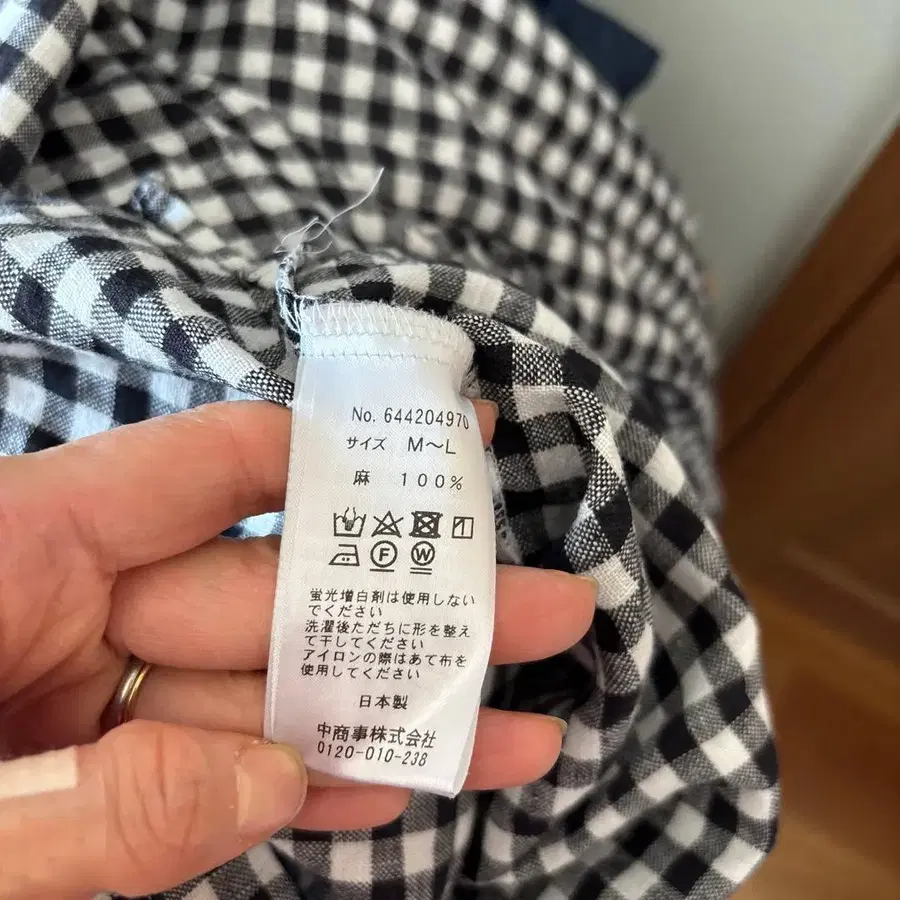 No. 644204970
サイズ M〜L
麻 100%
F W
蛍光増白剤は使用しない
でください
洗濯後ただちに形を整え
て干してください
アイロンの際はあて布を
使用してください
日本製
中商事株式会社
0120-010-238